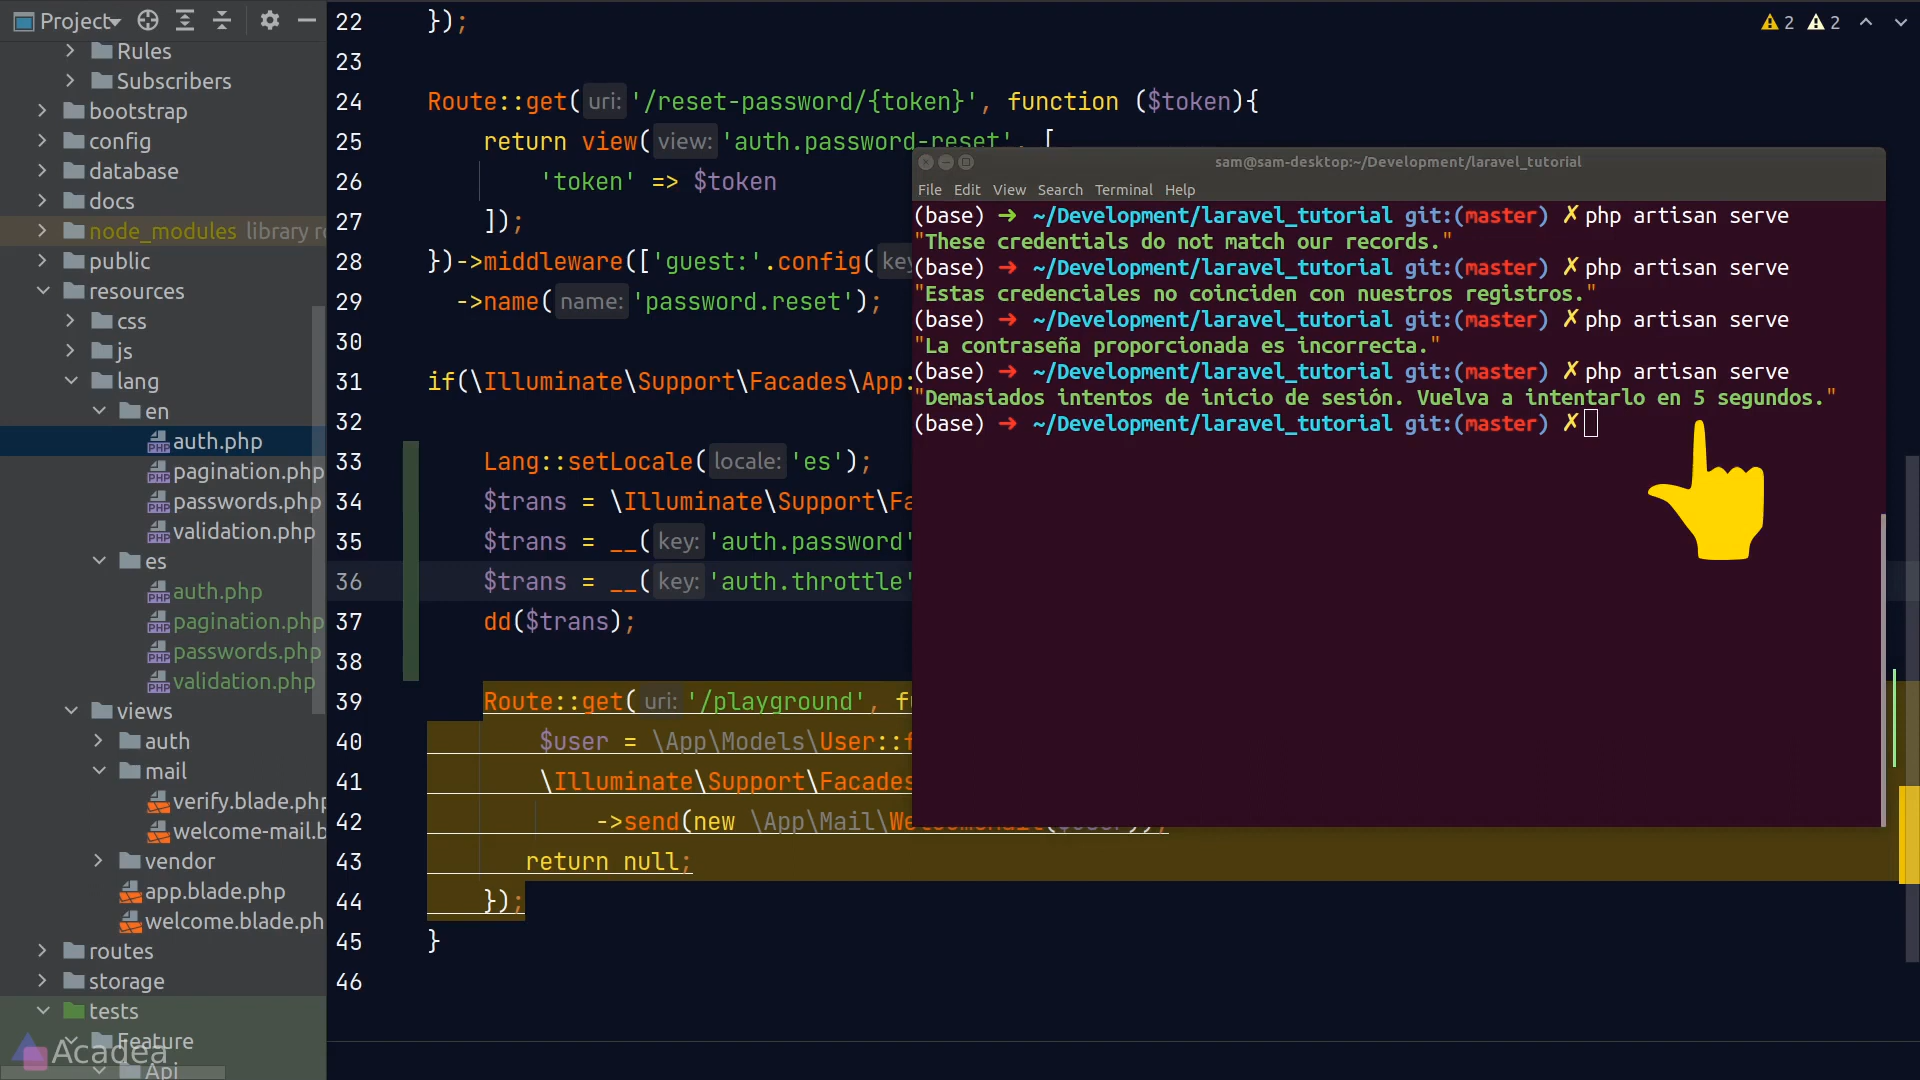 Project
Rules
Subscribers
bootstrap
config
database
docs
node_modules library ro
public
resources
css
js
lang
en
auth.php
pagination.php
passwords.php
validation.php
es
auth.php
pagination.php
passwords.php
validation.php
views
auth
mail
verify.blade.php
welcome-mail.b
vendor
app.blade.php
welcome.blade.ph
routes
storage
tests
Feature
Api
Acadea
22 });
23
24 Route::get( uri: '/reset-password/{token}', function ($token){
25 return view( view: 'auth.password-reset', [
26 'token' => $token
27 ]);
28 })->middleware(['guest:'.config( key
29 ->name( name: 'password.reset');
30
31 if(\Illuminate\Support\Facades\App:
32
33 Lang::setLocale( locale: 'es');
34 $trans = \Illuminate\Support\Fa
35 $trans = __( key: 'auth.password'
36 $trans = __( key: 'auth.throttle'
37 dd($trans);
38
39 Route::get( uri: '/playground', fu
40 $user = \App\Models\User::f
41 \Illuminate\Support\Facades
42 ->send(new \App\Mail\WelcomeMail($user));
43 return null;
44 });
45 }
46
2 2
sam@sam-desktop:~/Development/laravel_tutorial
File Edit View Search Terminal Help
(base) ➜ ~/Development/laravel_tutorial git:(master) ✗ php artisan serve
"These credentials do not match our records."
(base) ➜ ~/Development/laravel_tutorial git:(master) ✗ php artisan serve
"Estas credenciales no coinciden con nuestros registros."
(base) ➜ ~/Development/laravel_tutorial git:(master) ✗ php artisan serve
"La contraseña proporcionada es incorrecta."
(base) ➜ ~/Development/laravel_tutorial git:(master) ✗ php artisan serve
"Demasiados intentos de inicio de sesión. Vuelva a intentarlo en 5 segundos."
(base) ➜ ~/Development/laravel_tutorial git:(master) ✗